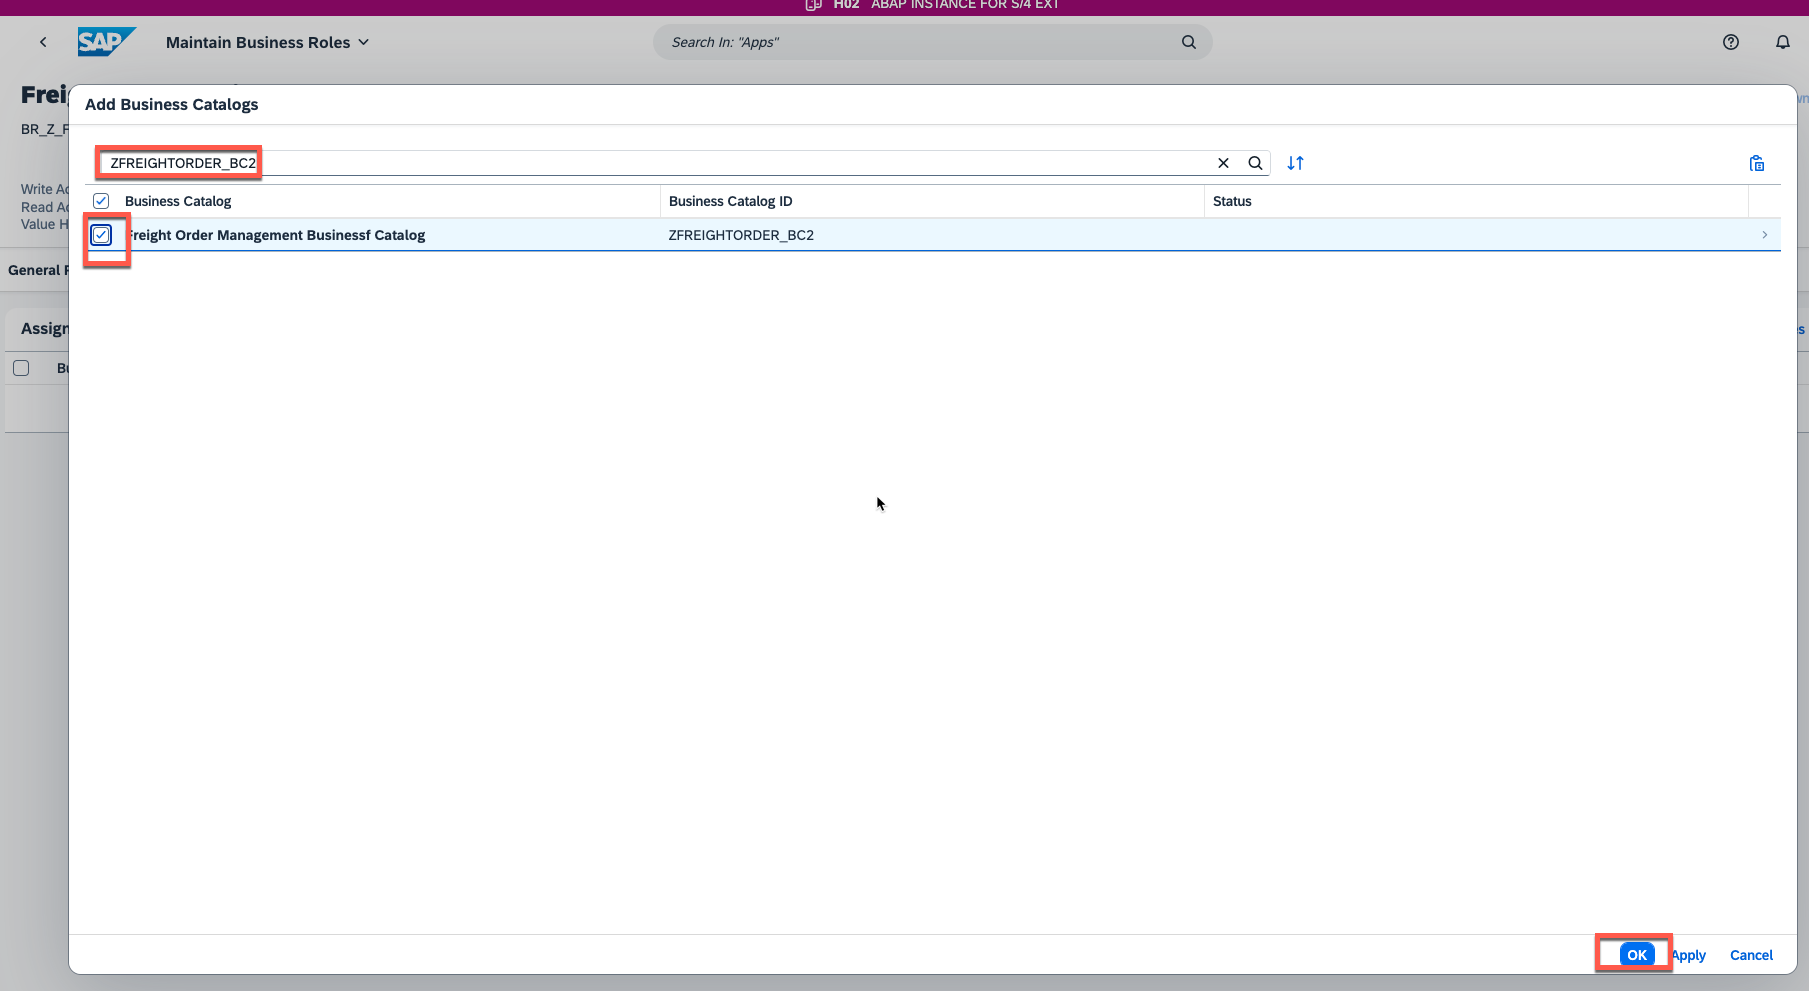 H02 ABAP INSTANCE FOR S/4 EXT
SAP Maintain Business Roles
Search In: "Apps"
Add Business Catalogs
BR_Z_F
ZFREIGHTORDER_BC2
Write Ac
Business Catalog Business Catalog ID Status
Read Ac
Value H
Freight Order Management Businessf Catalog ZFREIGHTORDER_BC2
General
Assign
OK Apply Cancel